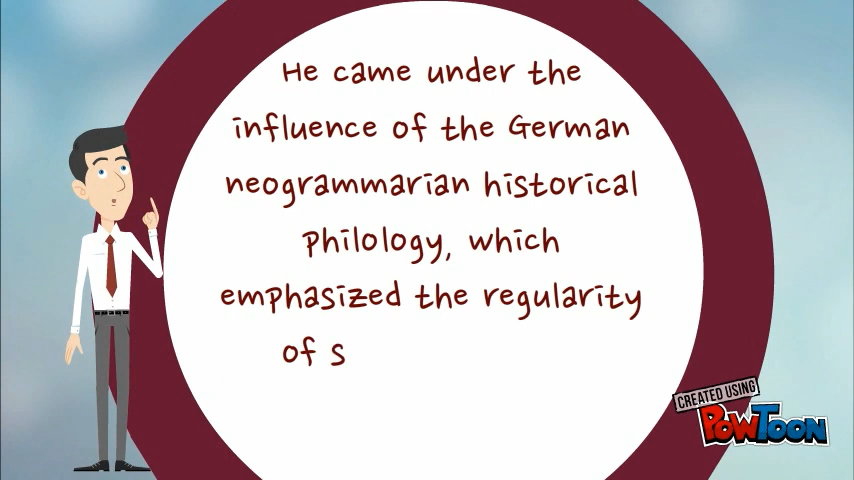 He came under the
influence of the German
neogrammarian historical
philology, which
emphasized the regularity
of s
CREATED USING
POWTOON